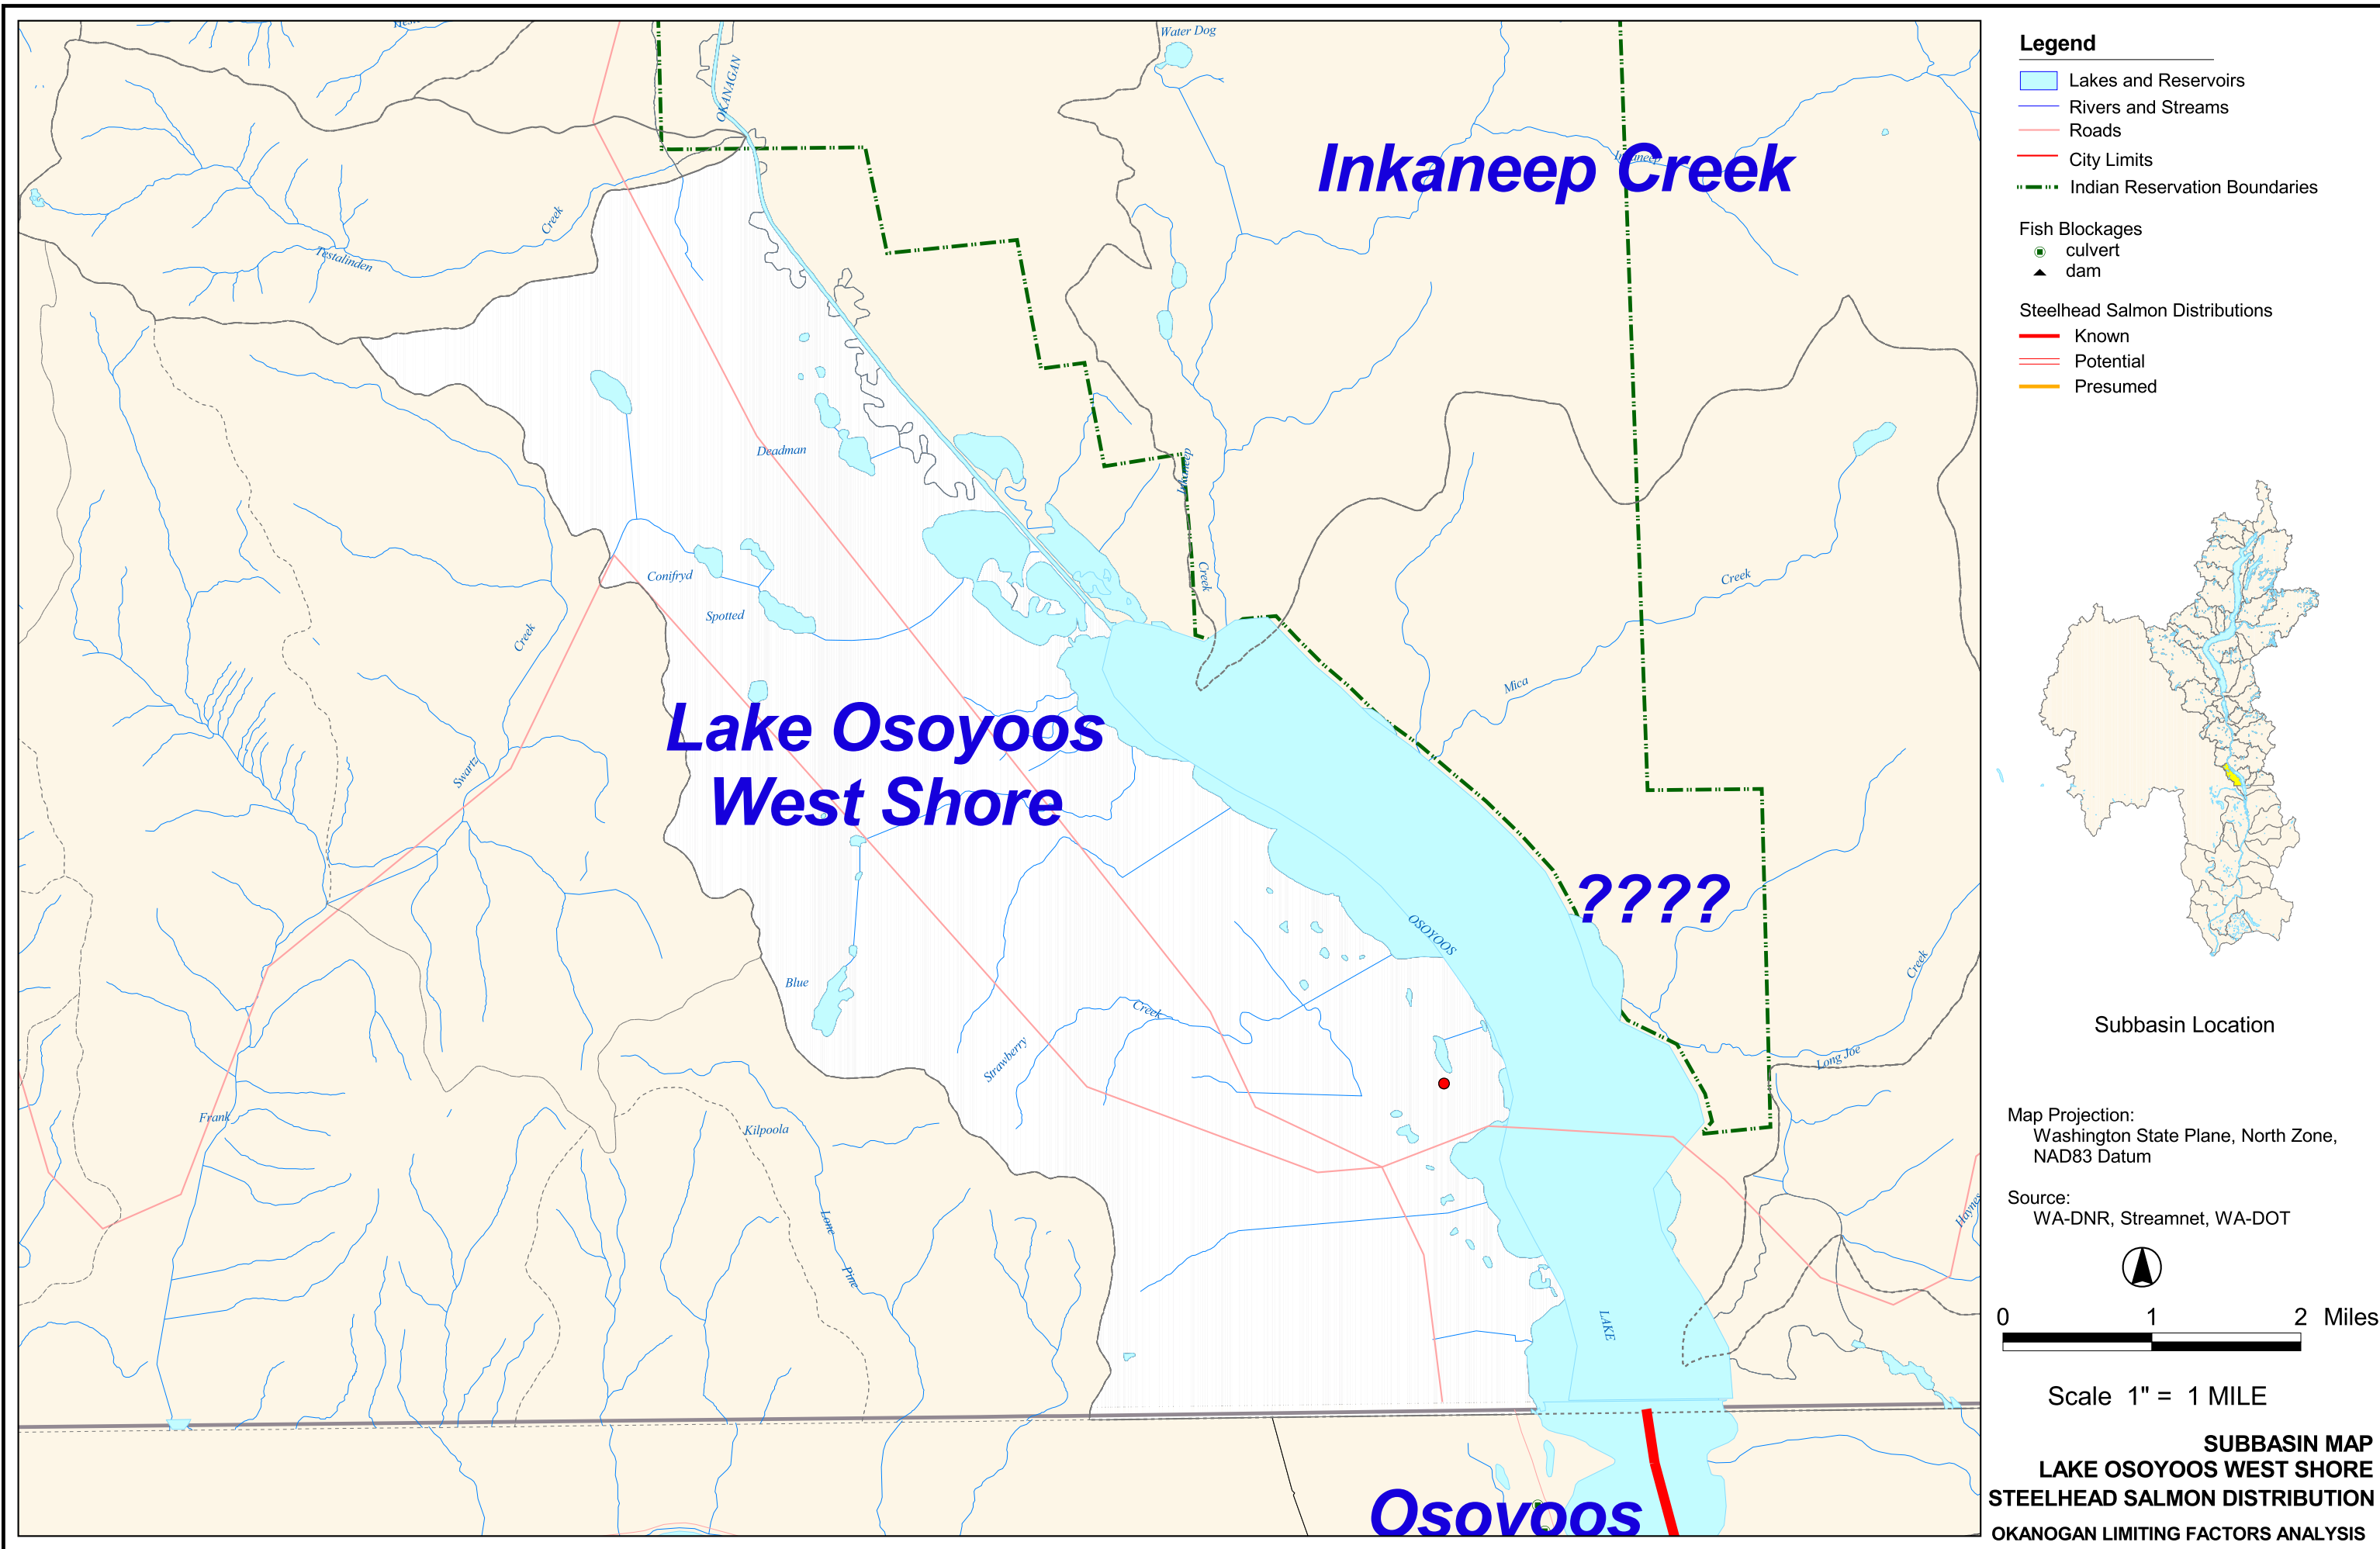 Water Dog
OKANAGAN
Inkaneep
Inkaneep Creek
Creek
Testalinden
Deadman
Inkaneep
Creek
Conifryd
Spotted
Creek
Creek
Mica
Swartz
Lake Osoyoos
West Shore
????
OSOYOOS
Blue
Creek
Strawberry
Creek
Long Joe
Frank
Kilpoola
Lone
Pine
Haynes
LAKE
Osoyoos
Legend
Lakes and Reservoirs
Rivers and Streams
Roads
City Limits
Indian Reservation Boundaries
Fish Blockages
culvert
dam
Steelhead Salmon Distributions
Known
Potential
Presumed
Subbasin Location
Map Projection:
Washington State Plane, North Zone,
NAD83 Datum
Source:
WA-DNR, Streamnet, WA-DOT
0 1 2 Miles
Scale 1" = 1 MILE
SUBBASIN MAP
LAKE OSOYOOS WEST SHORE
STEELHEAD SALMON DISTRIBUTION
OKANOGAN LIMITING FACTORS ANALYSIS